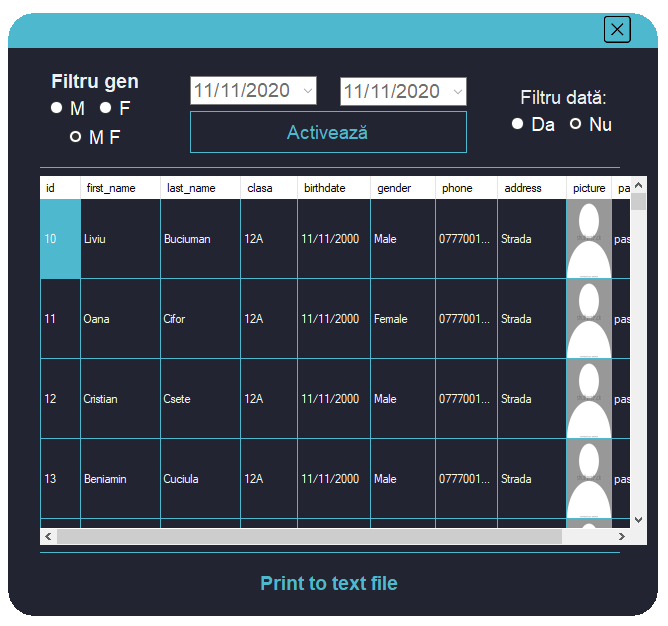 Filtru gen
M F
M F
11/11/2020 11/11/2020
Activează
Filtru dată:
Da Nu
id first_name last_name clasa birthdate gender phone address picture pa
10 Liviu Buciuman 12A 11/11/2000 Male 0777001... Strada pas
11 Oana Cifor 12A 11/11/2000 Female 0777001... Strada pas
12 Cristian Csete 12A 11/11/2000 Male 0777001... Strada pas
13 Beniamin Cuciula 12A 11/11/2000 Male 0777001... Strada pas
Print to text file